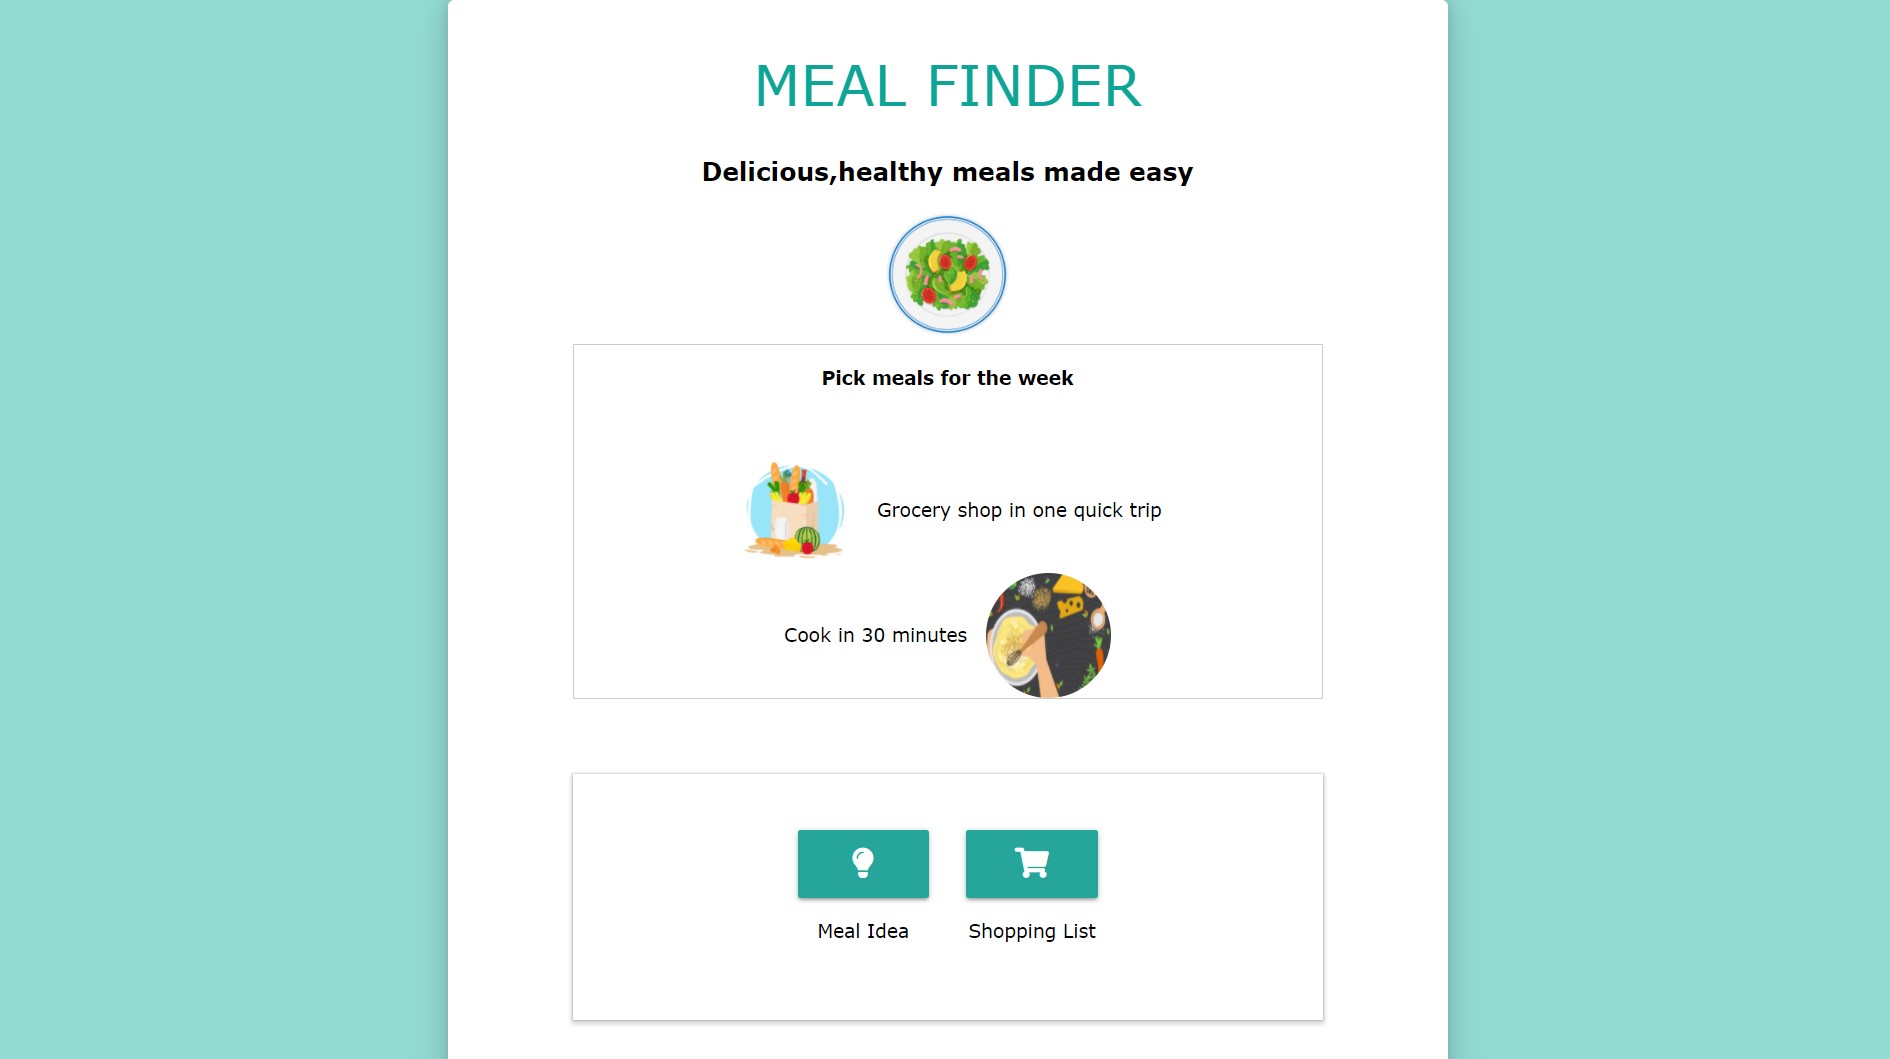 MEAL FINDER
Delicious,healthy meals made easy
Pick meals for the week
Grocery shop in one quick trip
Cook in 30 minutes
Meal Idea
Shopping List